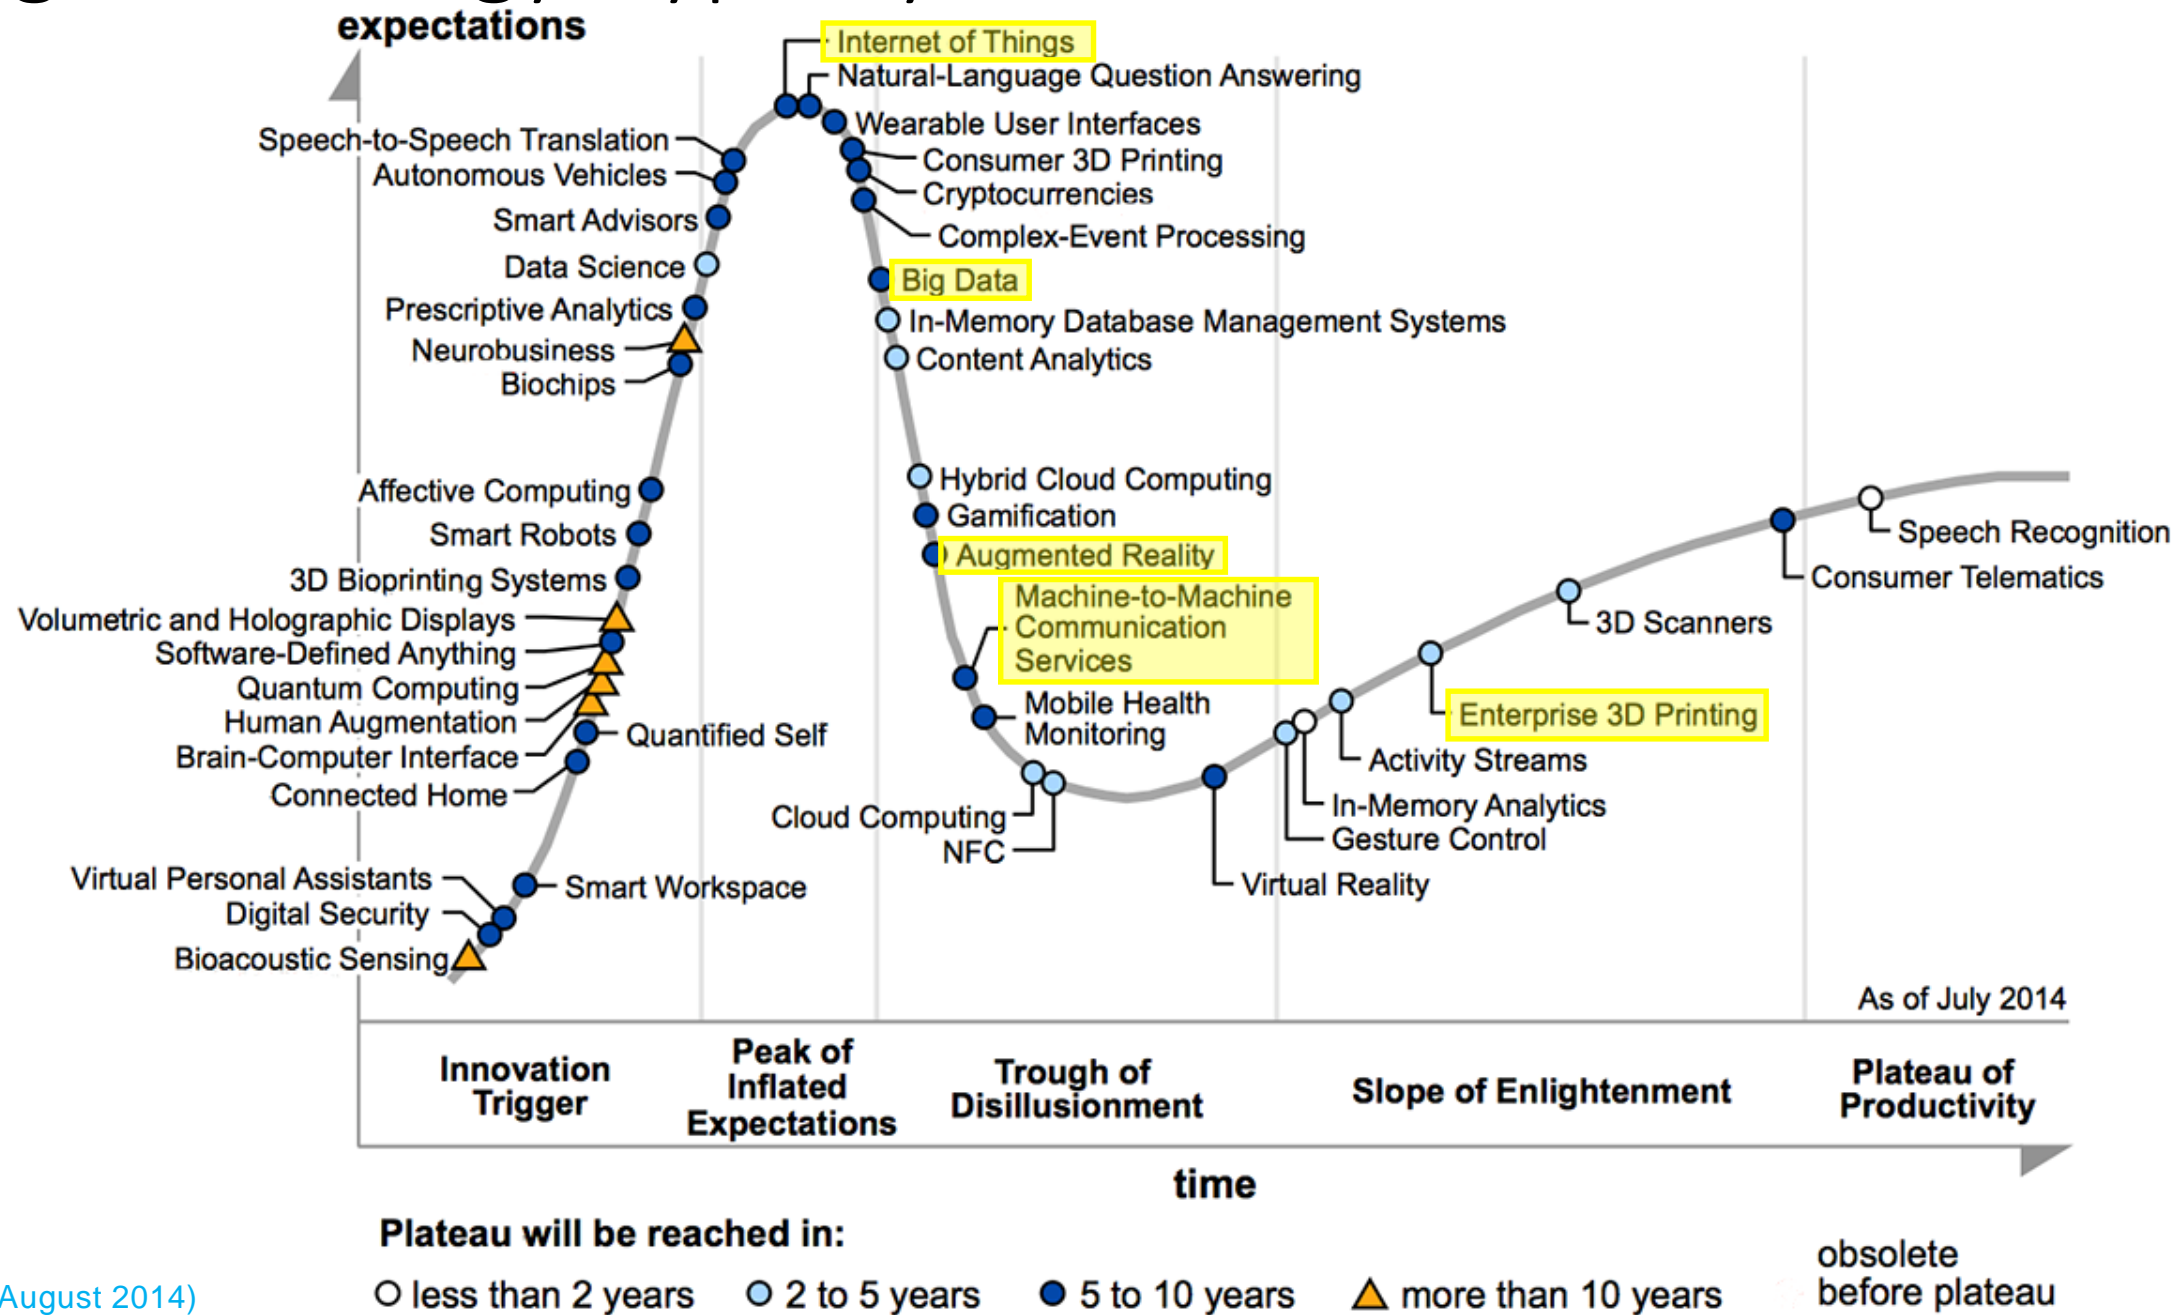 expectations
Internet of Things
Natural-Language Question Answering
Wearable User Interfaces
Speech-to-Speech Translation
Consumer 3D Printing
Autonomous Vehicles
Cryptocurrencies
Smart Advisors
Complex-Event Processing
Data Science
Big Data
Prescriptive Analytics
In-Memory Database Management Systems
Neurobusiness
Content Analytics
Biochips
Affective Computing
Hybrid Cloud Computing
Smart Robots
Gamification
3D Bioprinting Systems
Augmented Reality
Volumetric and Holographic Displays
Machine-to-Machine
Communication
Services
Software-Defined Anything
Quantum Computing
Human Augmentation
Brain-Computer Interface
Connected Home
Quantified Self
Mobile Health
Monitoring
Speech Recognition
Consumer Telematics
3D Scanners
Enterprise 3D Printing
Activity Streams
In-Memory Analytics
Gesture Control
Cloud Computing
NFC
Virtual Reality
Virtual Personal Assistants
Smart Workspace
Digital Security
Bioacoustic Sensing
As of July 2014
Innovation
Trigger
Peak of
Inflated
Expectations
Trough of
Disillusionment
Slope of Enlightenment
Plateau of
Productivity
time
Plateau will be reached in:
less than 2 years
2 to 5 years
5 to 10 years
more than 10 years
obsolete
before plateau
August 2014)